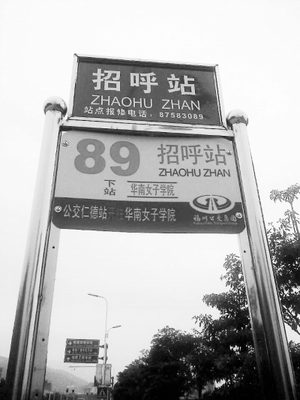 招呼站
ZHAOHU ZHAN
站点报修电话：87583089
89
招呼站
ZHAOHU ZHAN
下站
华南女子学院
公交仁德站
华南女子学院
福州公交集团